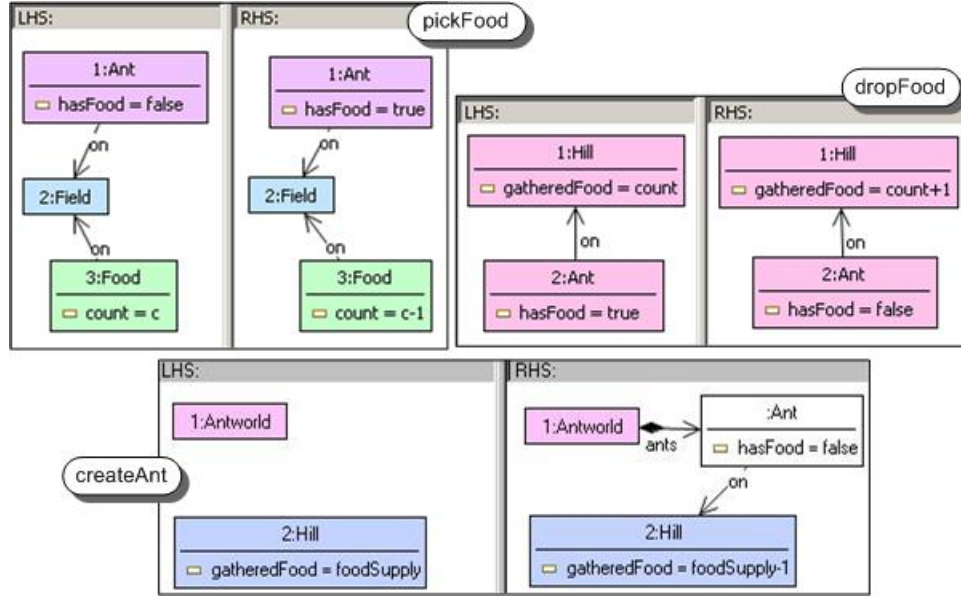 LHS:
RHS:
pickFood
1:Ant
hasFood = false
on
2:Field
on
3:Food
count = c
1:Ant
hasFood = true
on
2:Field
on
3:Food
count = c-1
LHS:
RHS:
dropFood
1:Hill
gatheredFood = count
on
2:Ant
hasFood = true
1:Hill
gatheredFood = count+1
on
2:Ant
hasFood = false
LHS:
RHS:
createAnt
1:Antworld
2:Hill
gatheredFood = foodSupply
1:Antworld
ants
:Ant
hasFood = false
on
2:Hill
gatheredFood = foodSupply-1